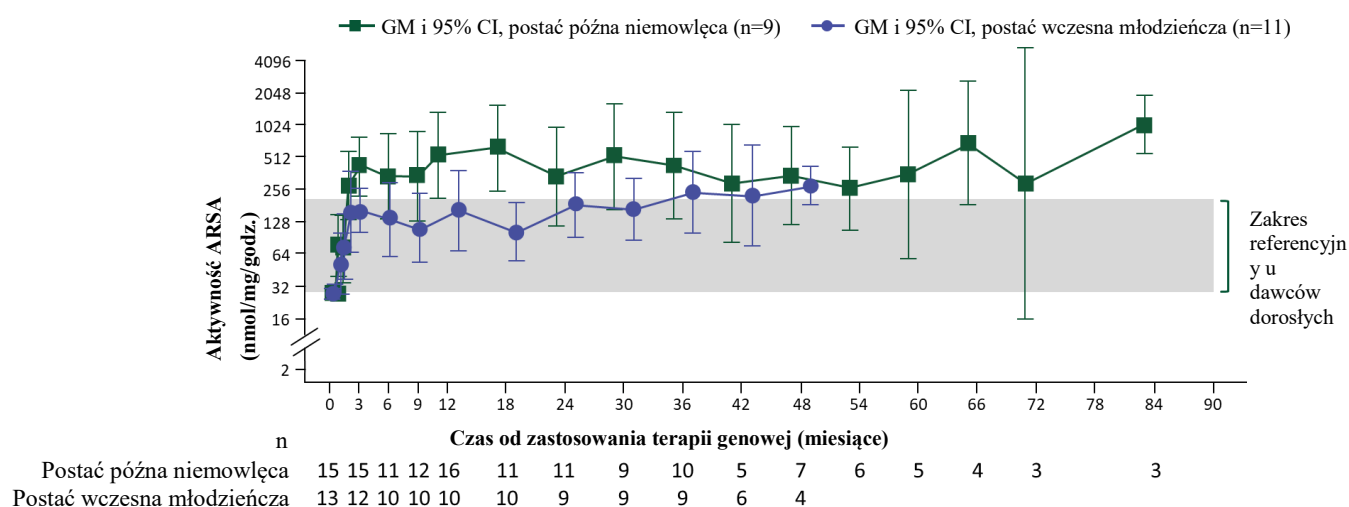 GM i 95% CI, postać późna niemowlęca (n=9) GM i 95% CI, postać wczesna młodzieńcza (n=11)
Aktywność ARSA
(nmol/mg/godz.)
4096
2048
1024
512
256
128
64
32
16
2
Zakres
referencyjn
y u
dawców
dorosłych
0 3 6 9 12 18 24 30 36 42 48 54 60 66 72 78 84 90
Czas od zastosowania terapii genowej (miesiące)
n
Postać późna niemowlęca 15 15 11 12 16 11 11 9 10 5 7 6 5 4 3 3
Postać wczesna młodzieńcza 13 12 10 10 10 10 9 9 9 6 4